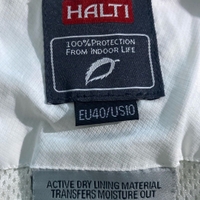 HALTI
100% PROTECTION
FROM INDOOR LIFE
EU40/US10
ACTIVE DRY LINING MATERIAL
TRANSFERS MOISTURE OUT